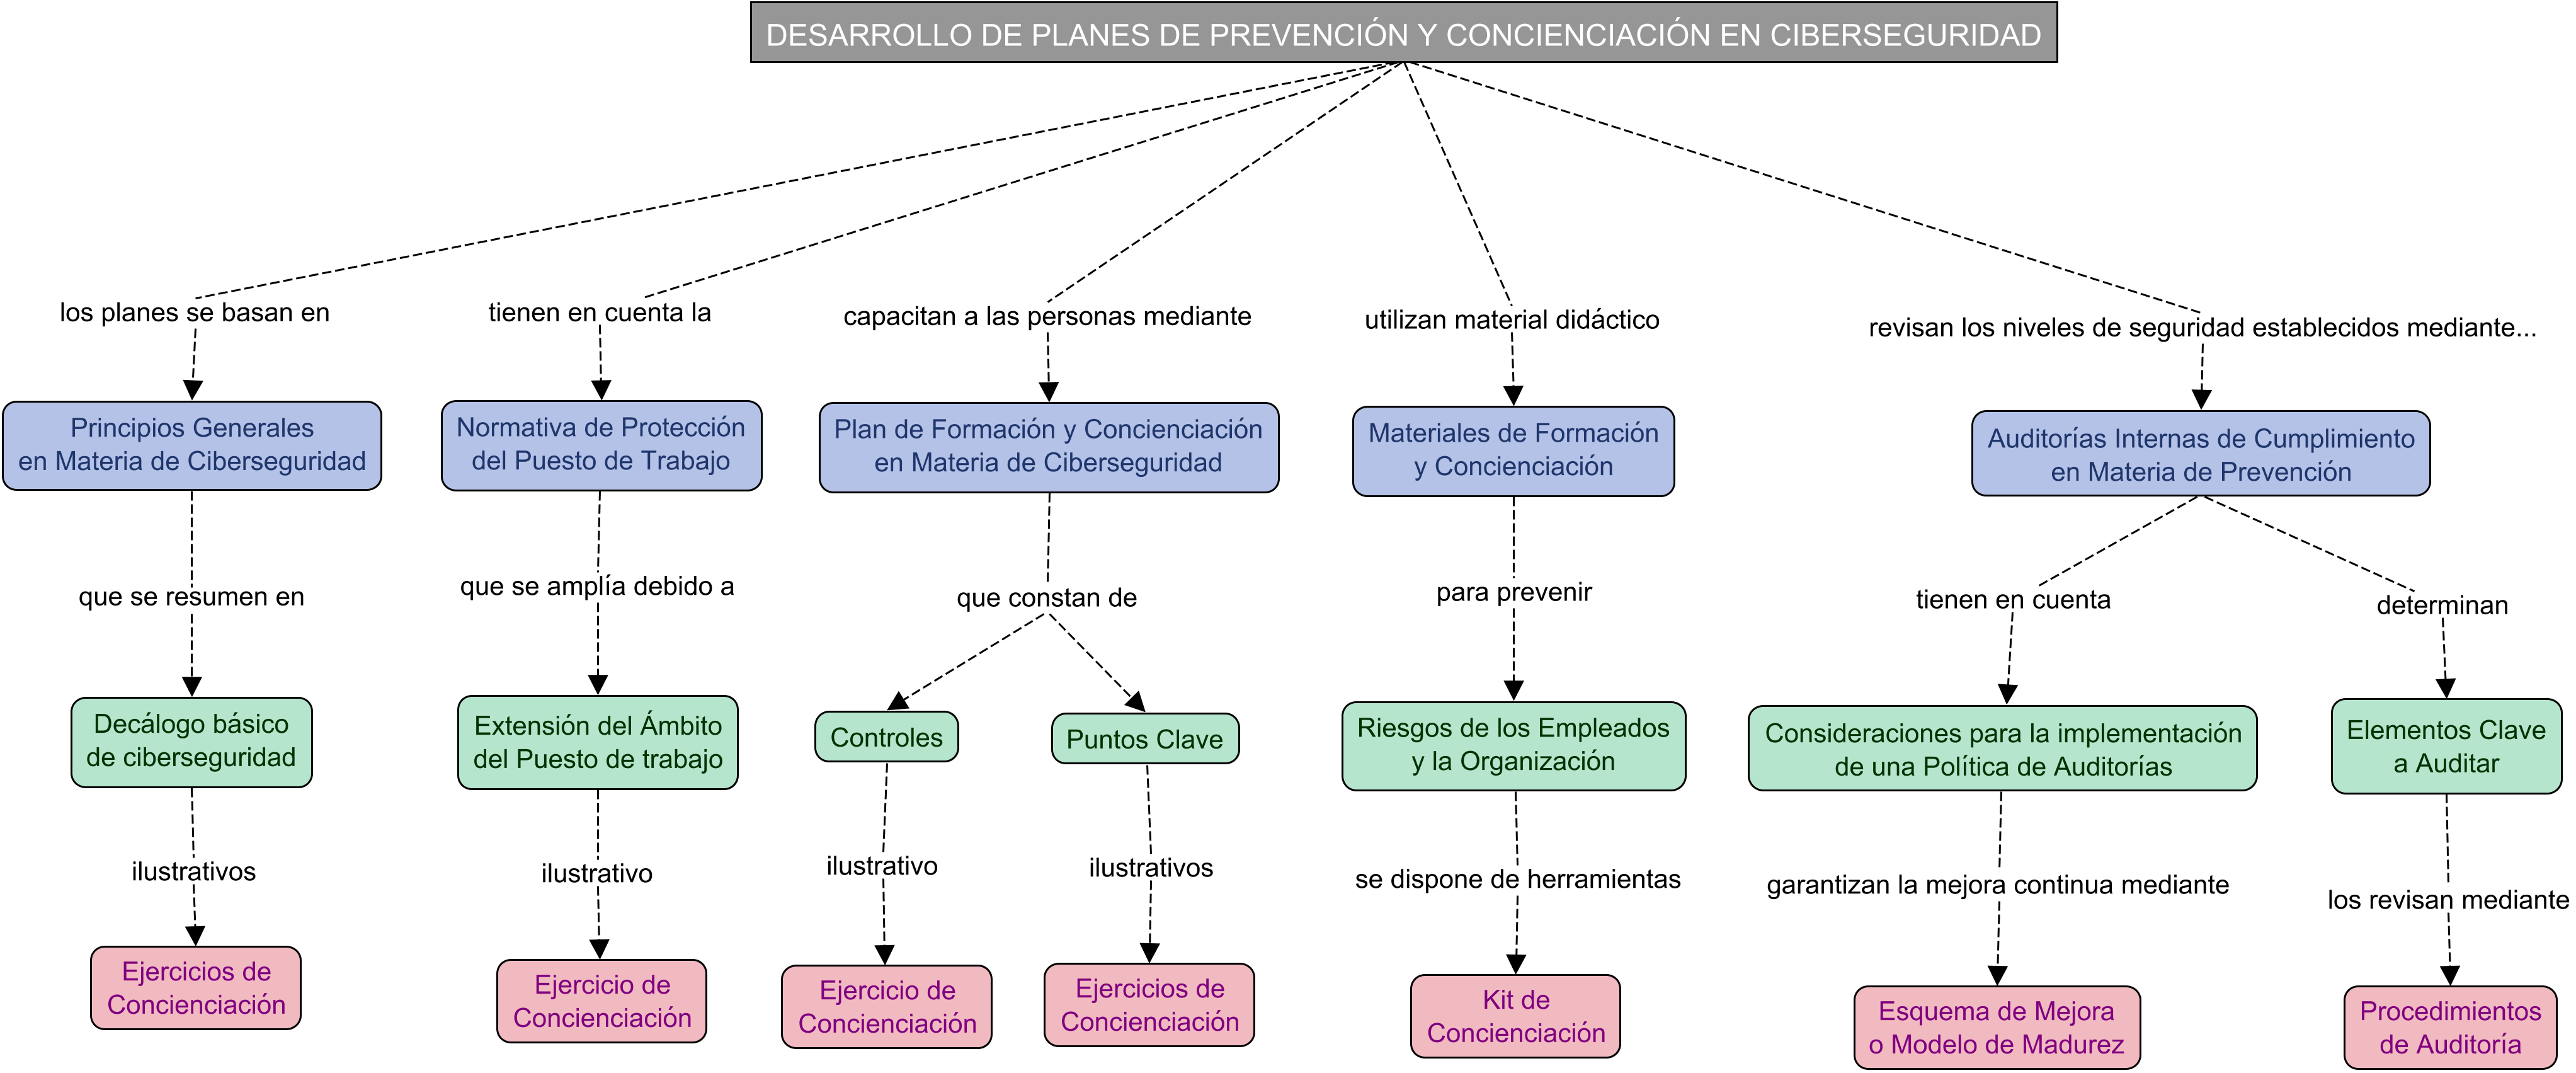 DESARROLLO DE PLANES DE PREVENCIÓN Y CONCIENCIACIÓN EN CIBERSEGURIDAD
los planes se basan en
tienen en cuenta la
capacitan a las personas mediante
utilizan material didáctico
revisan los niveles de seguridad establecidos mediante...
Principios Generales
en Materia de Ciberseguridad
Normativa de Protección
del Puesto de Trabajo
Plan de Formación y Concienciación
en Materia de Ciberseguridad
Materiales de Formación
y Concienciación
Auditorías Internas de Cumplimiento
en Materia de Prevención
que se resumen en
que se amplía debido a
que constan de
para prevenir
tienen en cuenta
determinan
Decálogo básico
de ciberseguridad
Extensión del Ámbito
del Puesto de trabajo
Controles
Puntos Clave
Riesgos de los Empleados
y la Organización
Consideraciones para la implementación
de una Política de Auditorías
Elementos Clave
a Auditar
ilustrativos
ilustrativo
ilustrativo
ilustrativos
se dispone de herramientas
garantizan la mejora continua mediante
los revisan mediante
Ejercicios de
Concienciación
Ejercicio de
Concienciación
Ejercicio de
Concienciación
Ejercicios de
Concienciación
Kit de
Concienciación
Esquema de Mejora
o Modelo de Madurez
Procedimientos
de Auditoría